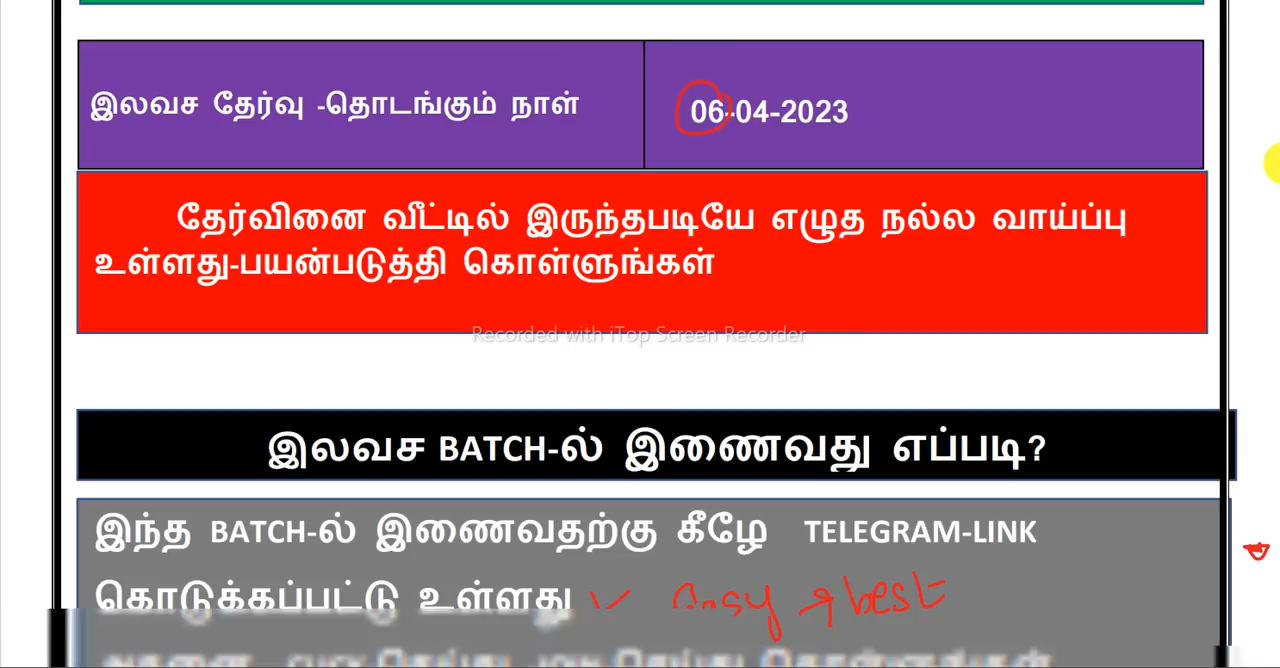 இலவச தேர்வு -தொடங்கும் நாள்
06-04-2023
தேர்வினை வீட்டில் இருந்தபடியே எழுத நல்ல வாய்ப்பு
உள்ளது-பயன்படுத்தி கொள்ளுங்கள்
Recorded with iTop Screen Recorder
இலவச BATCH-ல் இணைவது எப்படி?
இந்த BATCH-ல் இணைவதற்கு கீழே TELEGRAM-LINK
கொடுக்கப்பட்டு உள்ளது best